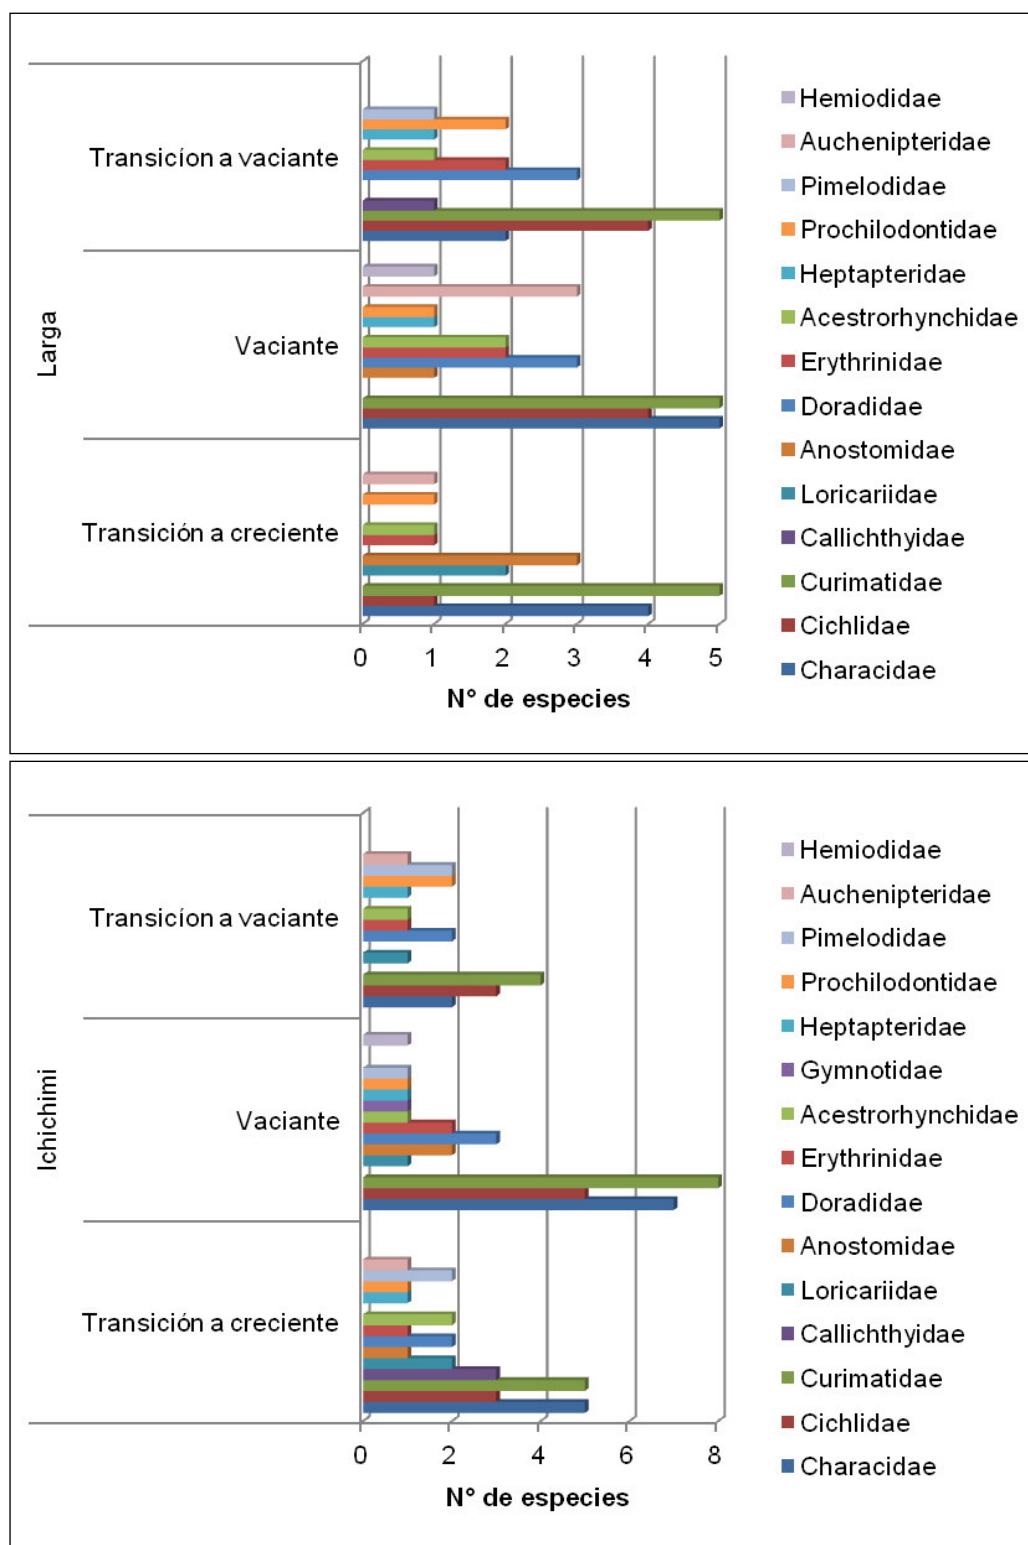 Larga
Transicíon a vaciante
Vaciante
Transición a creciente
0 1 2 3 4 5
N° de especies
Hemiodidae
Auchenipteridae
Pimelodidae
Prochilodontidae
Heptapteridae
Acestrorhynchidae
Erythrinidae
Doradidae
Anostomidae
Loricariidae
Callichthyidae
Curimatidae
Cichlidae
Characidae
Ichichimi
Transicíon a vaciante
Vaciante
Transición a creciente
0 2 4 6 8
N° de especies
Hemiodidae
Auchenipteridae
Pimelodidae
Prochilodontidae
Heptapteridae
Gymnotidae
Acestrorhynchidae
Erythrinidae
Doradidae
Anostomidae
Loricariidae
Callichthyidae
Curimatidae
Cichlidae
Characidae